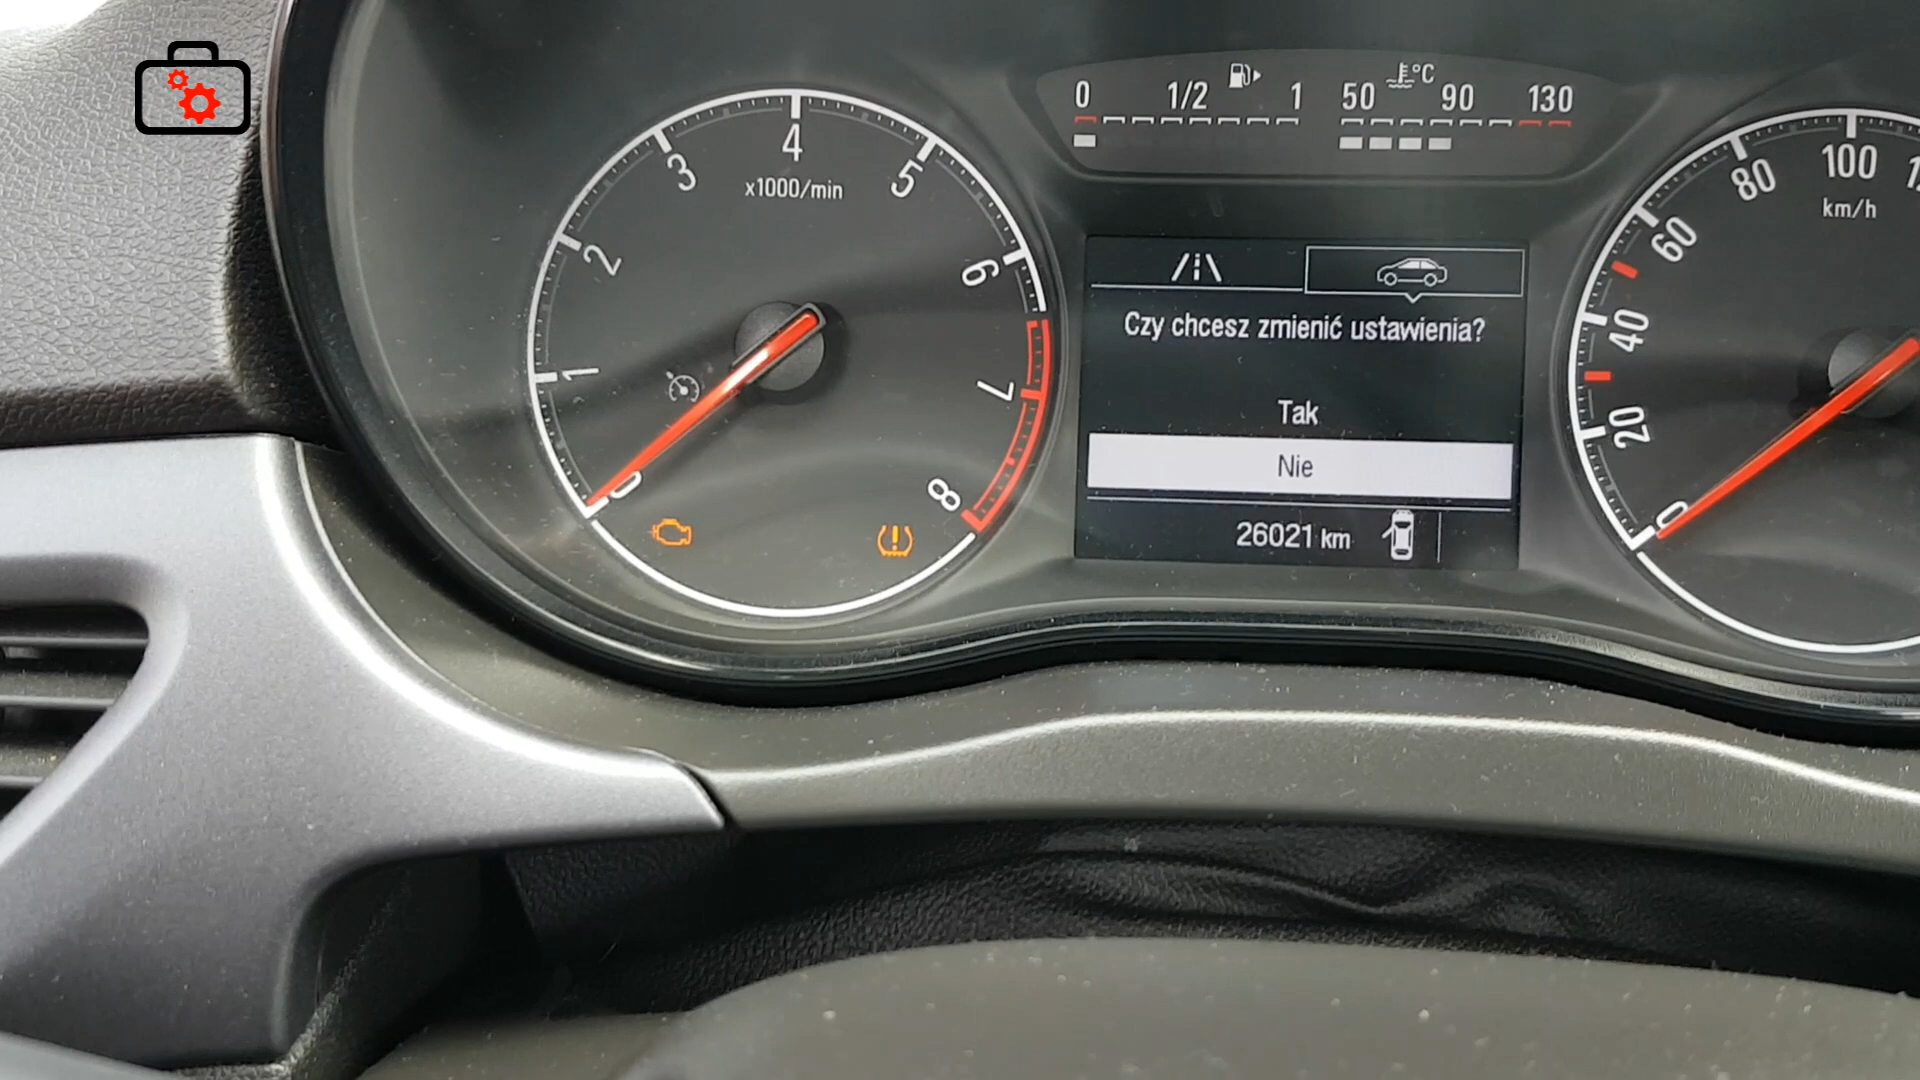 0 1/2 1
50 90 130
°C
0 1 2 3 4 5 6 7 8
x1000/min
Czy chcesz zmienić ustawienia?
Tak
Nie
26021 km
0 20 40 60 80 100
km/h